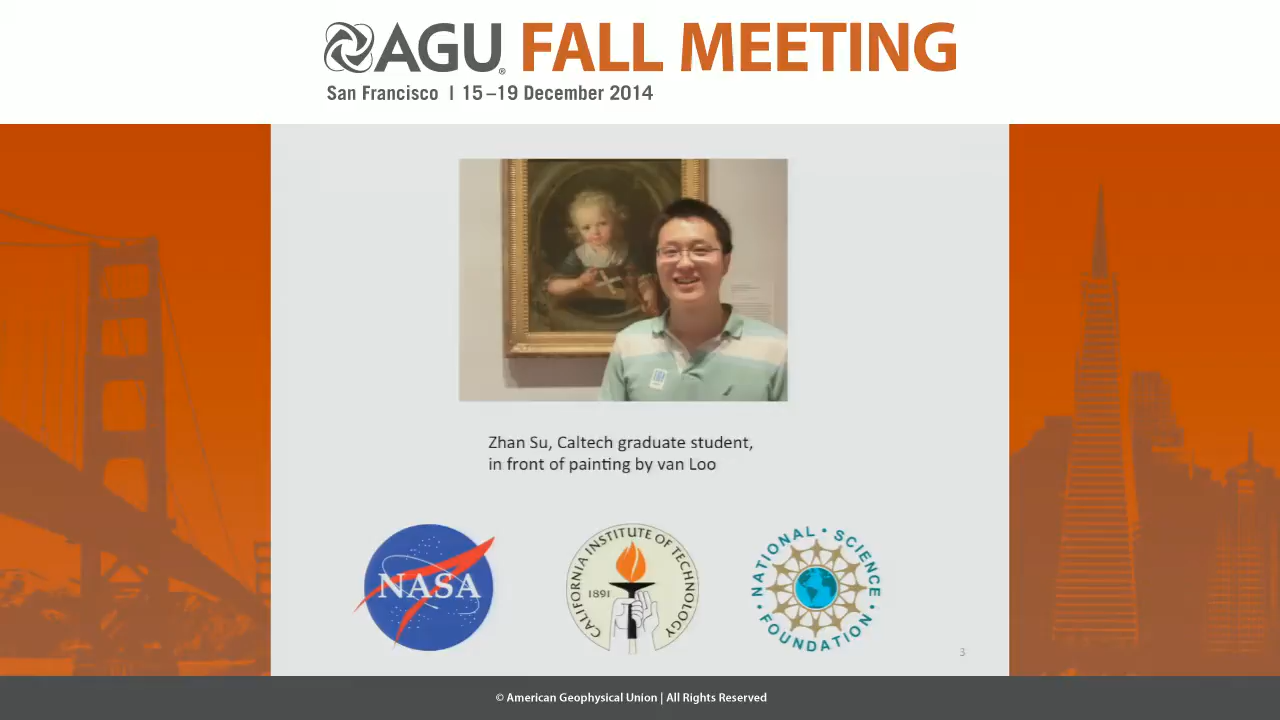 AGU FALL MEETING
San Francisco | 15–19 December 2014
Zhan Su, Caltech graduate student,
in front of painting by van Loo
NASA
CALIFORNIA INSTITUTE OF TECHNOLOGY
1891
NATIONAL • SCIENCE • FOUNDATION •
3
© American Geophysical Union | All Rights Reserved